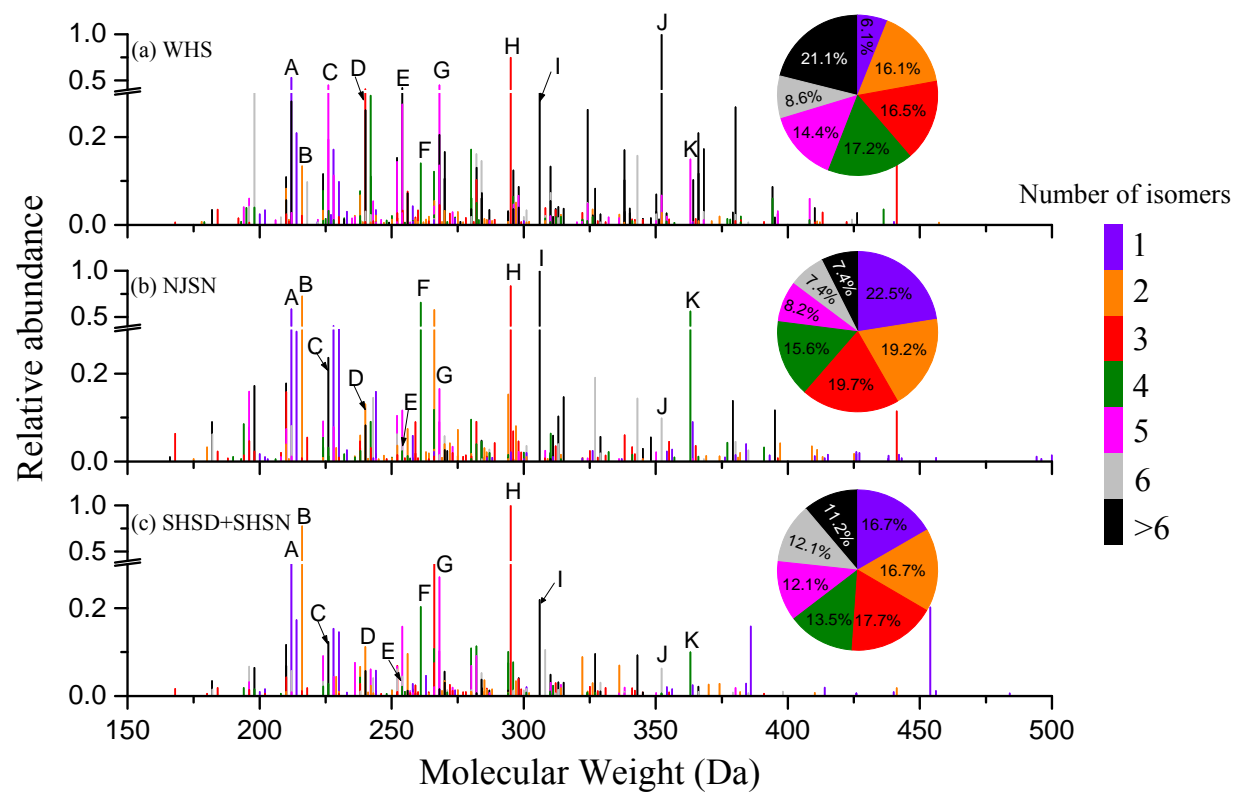 (a) WHS
1.0
0.5
0.2
0.0
A
B
C
D
E
F
G
H
I
J
K
6.1%
16.1%
16.5%
17.2%
14.4%
8.6%
21.1%
(b) NJSN
1.0
0.5
0.2
0.0
A
B
C
D
E
F
G
H
I
J
K
22.5%
19.2%
19.7%
15.6%
8.2%
7.4%
7.4%
(c) SHSD+SHSN
1.0
0.5
0.2
0.0
A
B
C
D
E
F
G
H
I
J
K
16.7%
16.7%
17.7%
13.5%
12.1%
12.1%
11.2%
150 200 250 300 350 400 450 500
Molecular Weight (Da)
Relative abundance
Number of isomers
1
2
3
4
5
6
>6